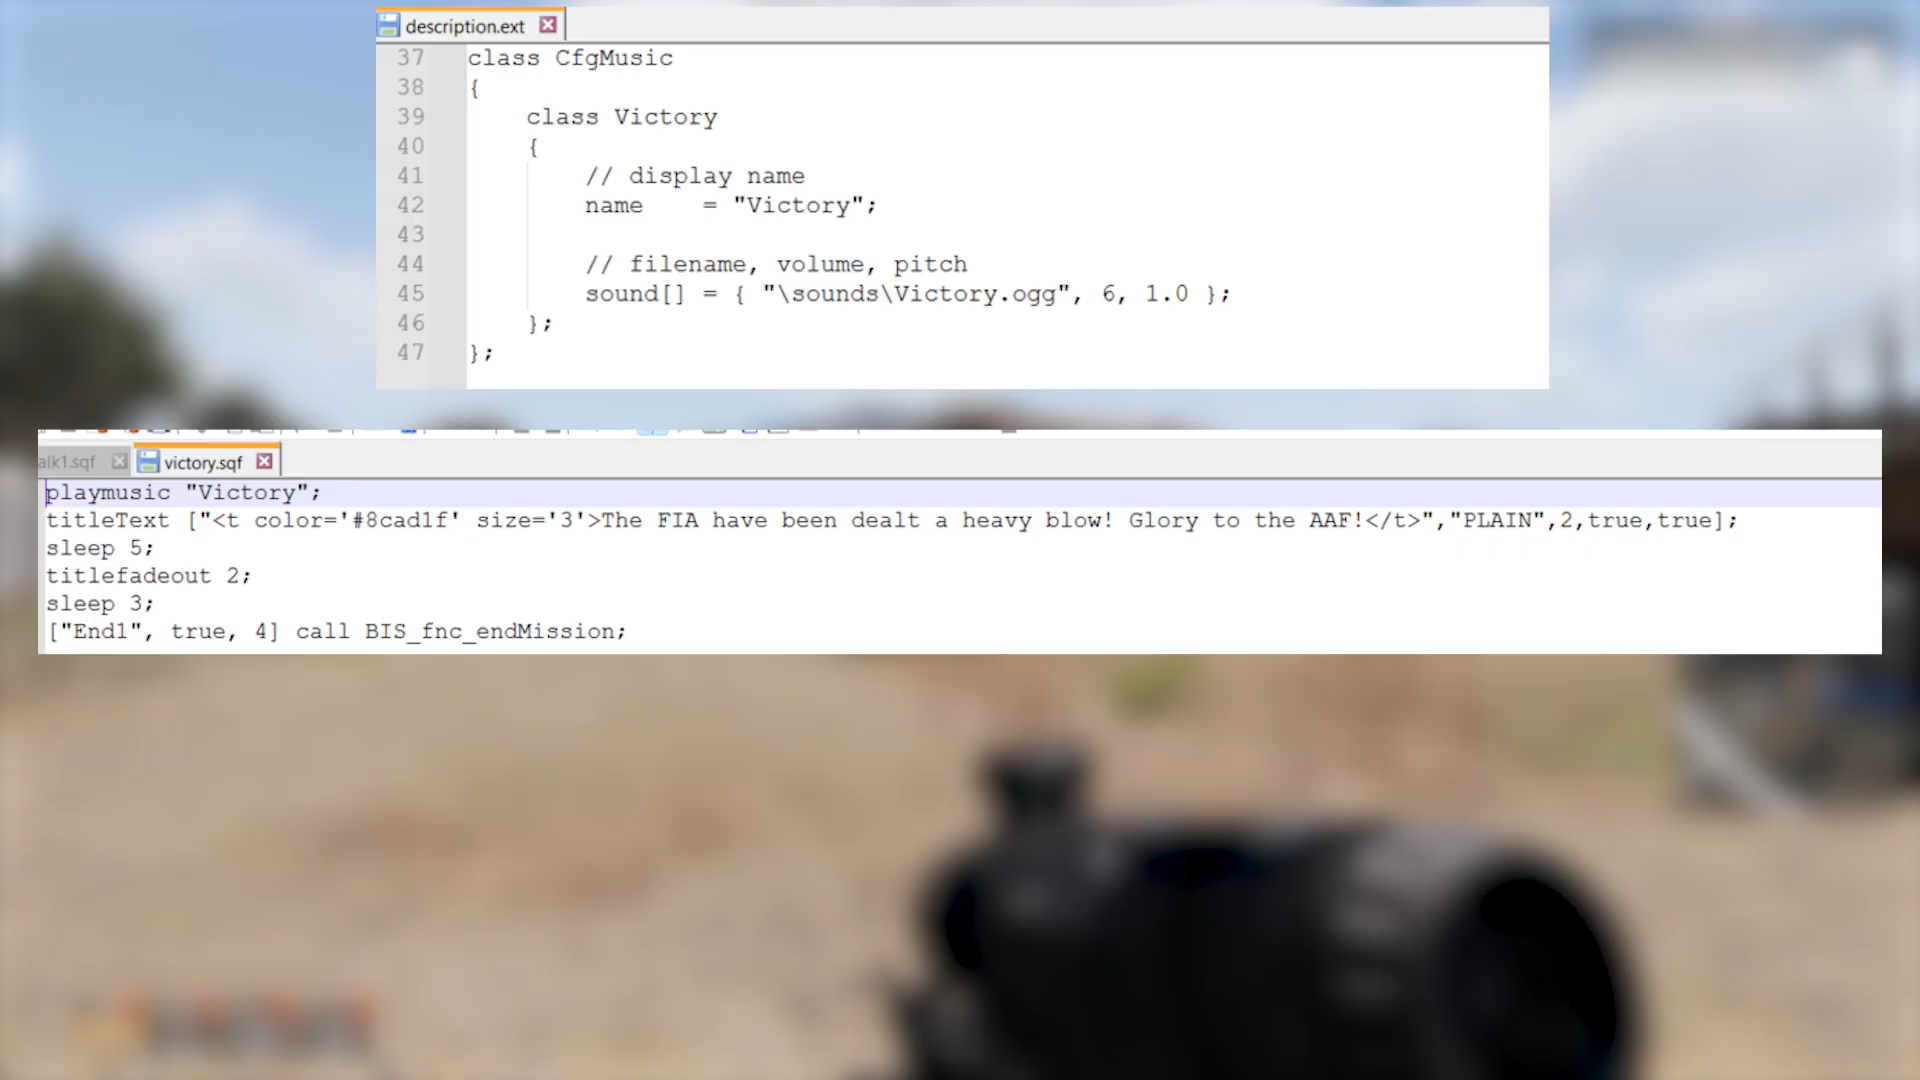 description.ext
37 class CfgMusic
38 {
39 class Victory
40 {
41 // display name
42 name = "Victory";
43
44 // filename, volume, pitch
45 sound[] = { "\sounds\Victory.ogg", 6, 1.0 };
46 };
47 };
alk1.sqf victory.sqf
playmusic "Victory";
titleText ["<t color='#8cad1f' size='3'>The FIA have been dealt a heavy blow! Glory to the AAF!</t>","PLAIN",2,true,true];
sleep 5;
titlefadeout 2;
sleep 3;
["End1", true, 4] call BIS_fnc_endMission;